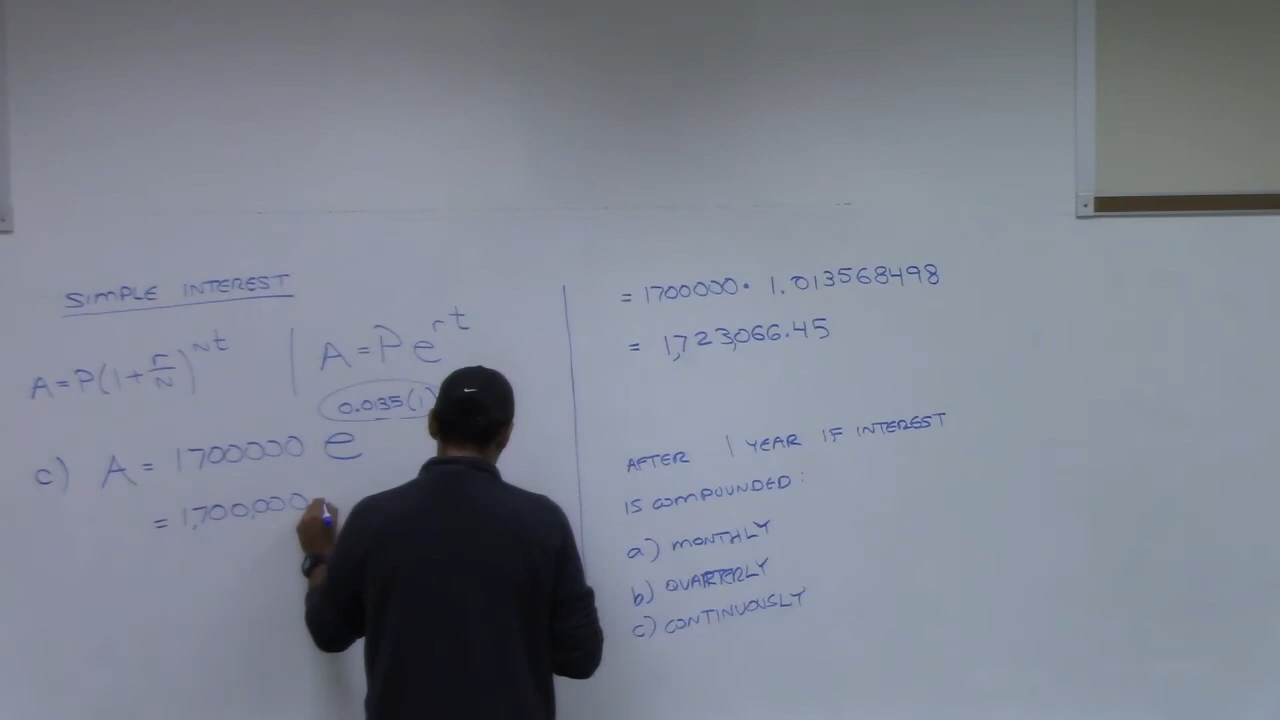 SIMPLE INTEREST
A = P(1 + r/N)^Nt | A = Pe^rt
0.0135(1)
c) A = 1700000 e
= 1,700,000
= 1700000 · 1.013568498
= 1,723,066.45
AFTER 1 YEAR IF INTEREST
IS COMPOUNDED:
a) MONTHLY
b) QUARTERLY
c) CONTINUOUSLY